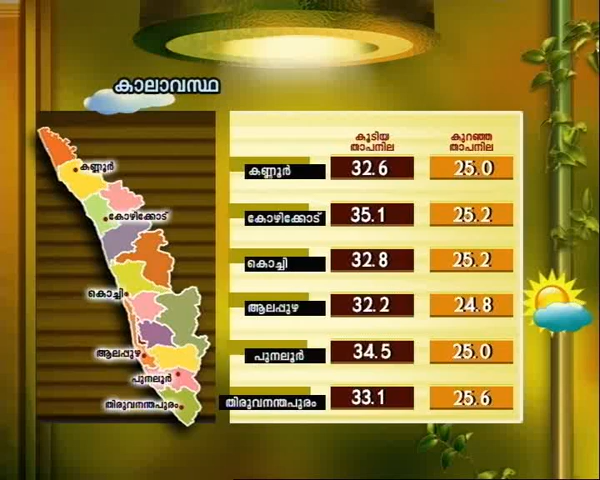 കാലാവസ്ഥ
കണ്ണൂർ
കോഴിക്കോട്
കൊച്ചി
ആലപ്പുഴ
പുനലൂർ
തിരുവനന്തപുരം
കൂടിയ താപനില
കുറഞ്ഞ താപനില
കണ്ണൂർ 32.6 25.0
കോഴിക്കോട് 35.1 25.2
കൊച്ചി 32.8 25.2
ആലപ്പുഴ 32.2 24.8
പുനലൂർ 34.5 25.0
തിരുവനന്തപുരം 33.1 25.6